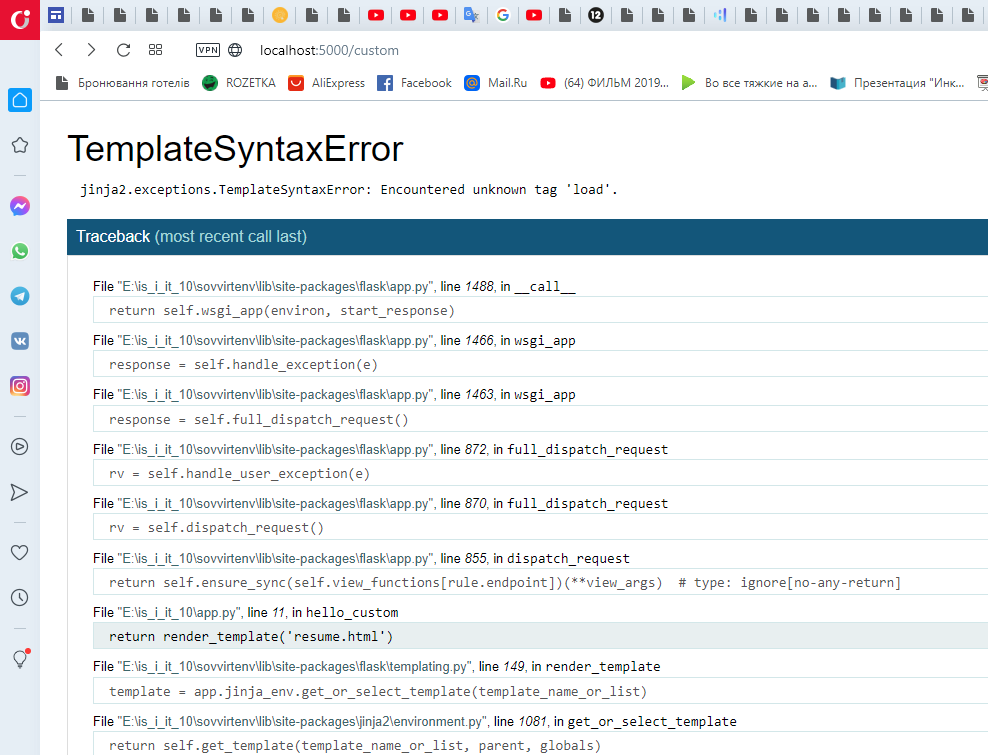 12
VPN
localhost:5000/custom
Бронювання готелів
ROZETKA
AliExpress
Facebook
Mail.Ru
(64) ФИЛЬМ 2019...
Во все тяжкие на а...
Презентация "Инк...
TemplateSyntaxError
jinja2.exceptions.TemplateSyntaxError: Encountered unknown tag 'load'.
Traceback (most recent call last)
File "E:\is_i_it_10\sovvirtenv\lib\site-packages\flask\app.py", line 1488, in __call__
return self.wsgi_app(environ, start_response)
File "E:\is_i_it_10\sovvirtenv\lib\site-packages\flask\app.py", line 1466, in wsgi_app
response = self.handle_exception(e)
File "E:\is_i_it_10\sovvirtenv\lib\site-packages\flask\app.py", line 1463, in wsgi_app
response = self.full_dispatch_request()
File "E:\is_i_it_10\sovvirtenv\lib\site-packages\flask\app.py", line 872, in full_dispatch_request
rv = self.handle_user_exception(e)
File "E:\is_i_it_10\sovvirtenv\lib\site-packages\flask\app.py", line 870, in full_dispatch_request
rv = self.dispatch_request()
File "E:\is_i_it_10\sovvirtenv\lib\site-packages\flask\app.py", line 855, in dispatch_request
return self.ensure_sync(self.view_functions[rule.endpoint])(**view_args)  # type: ignore[no-any-return]
File "E:\is_i_it_10\app.py", line 11, in hello_custom
return render_template('resume.html')
File "E:\is_i_it_10\sovvirtenv\lib\site-packages\flask\templating.py", line 149, in render_template
template = app.jinja_env.get_or_select_template(template_name_or_list)
File "E:\is_i_it_10\sovvirtenv\lib\site-packages\jinja2\environment.py", line 1081, in get_or_select_template
return self.get_template(template_name_or_list, parent, globals)